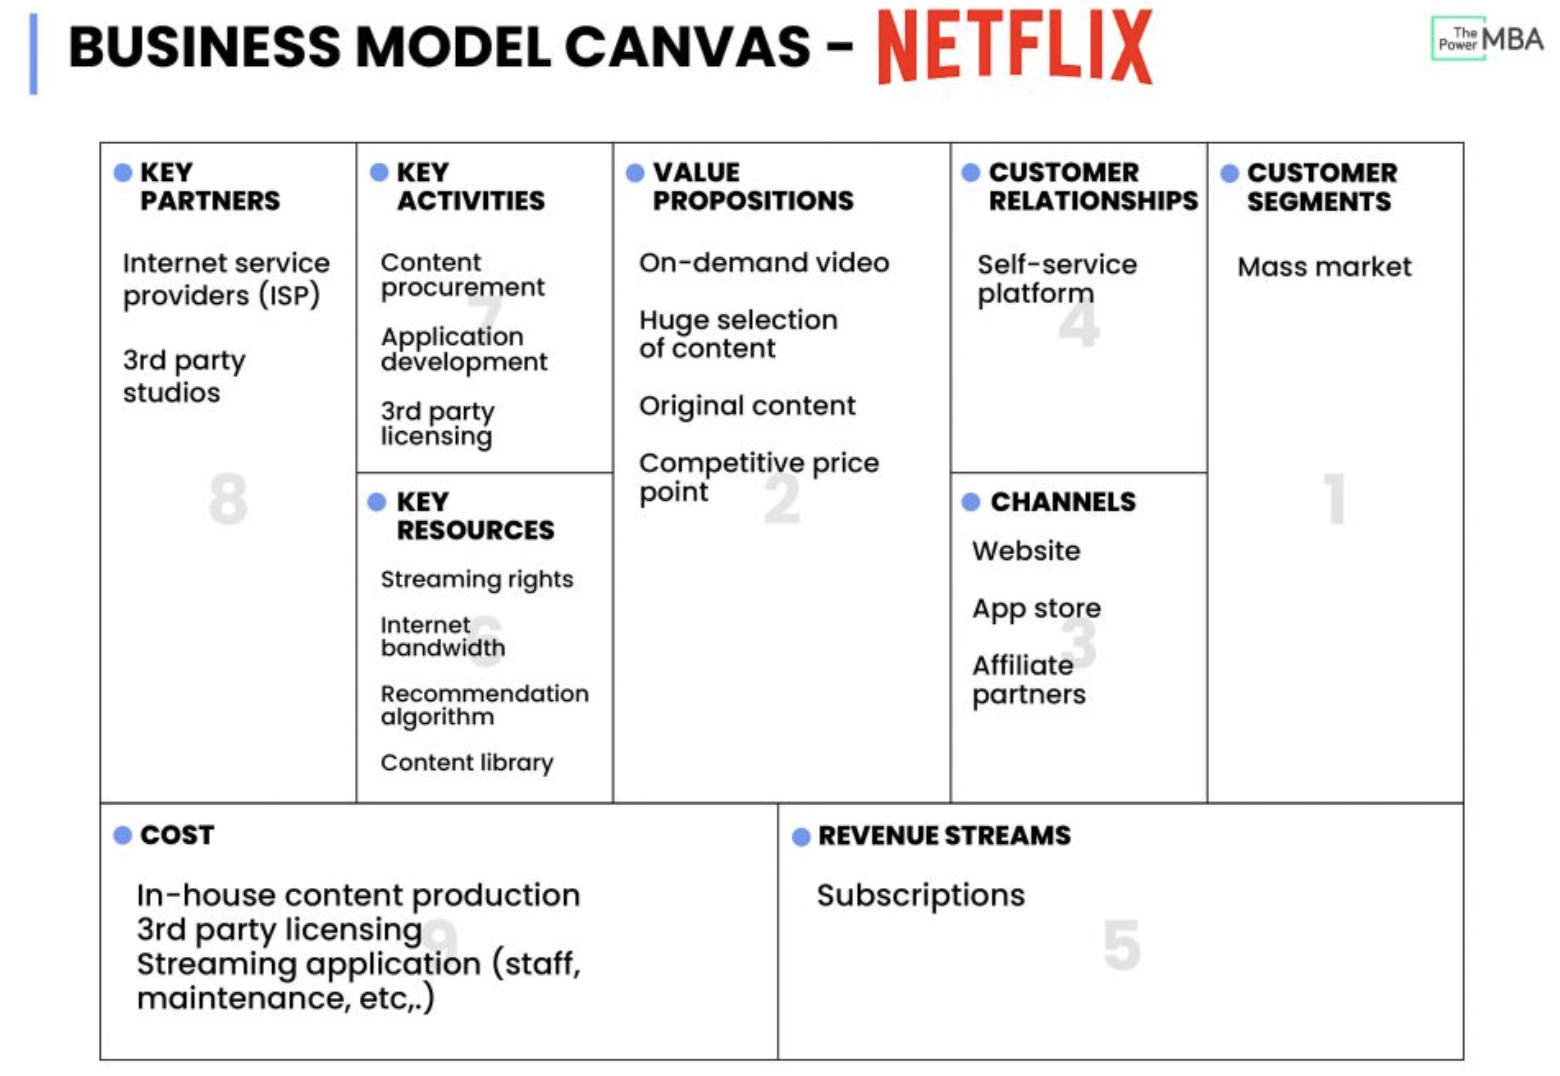 BUSINESS MODEL CANVAS - NETFLIX
The
Power MBA
KEY
PARTNERS
Internet service
providers (ISP)
3rd party
studios
8
KEY
ACTIVITIES
Content
procurement
Application
development
3rd party
licensing
7
KEY
RESOURCES
Streaming rights
Internet
bandwidth
Recommendation
algorithm
Content library
6
VALUE
PROPOSITIONS
On-demand video
Huge selection
of content
Original content
Competitive price
point
2
CUSTOMER
RELATIONSHIPS
Self-service
platform
4
CHANNELS
Website
App store
Affiliate
partners
3
CUSTOMER
SEGMENTS
Mass market
1
COST
In-house content production
3rd party licensing
Streaming application (staff,
maintenance, etc,.)
9
REVENUE STREAMS
Subscriptions
5